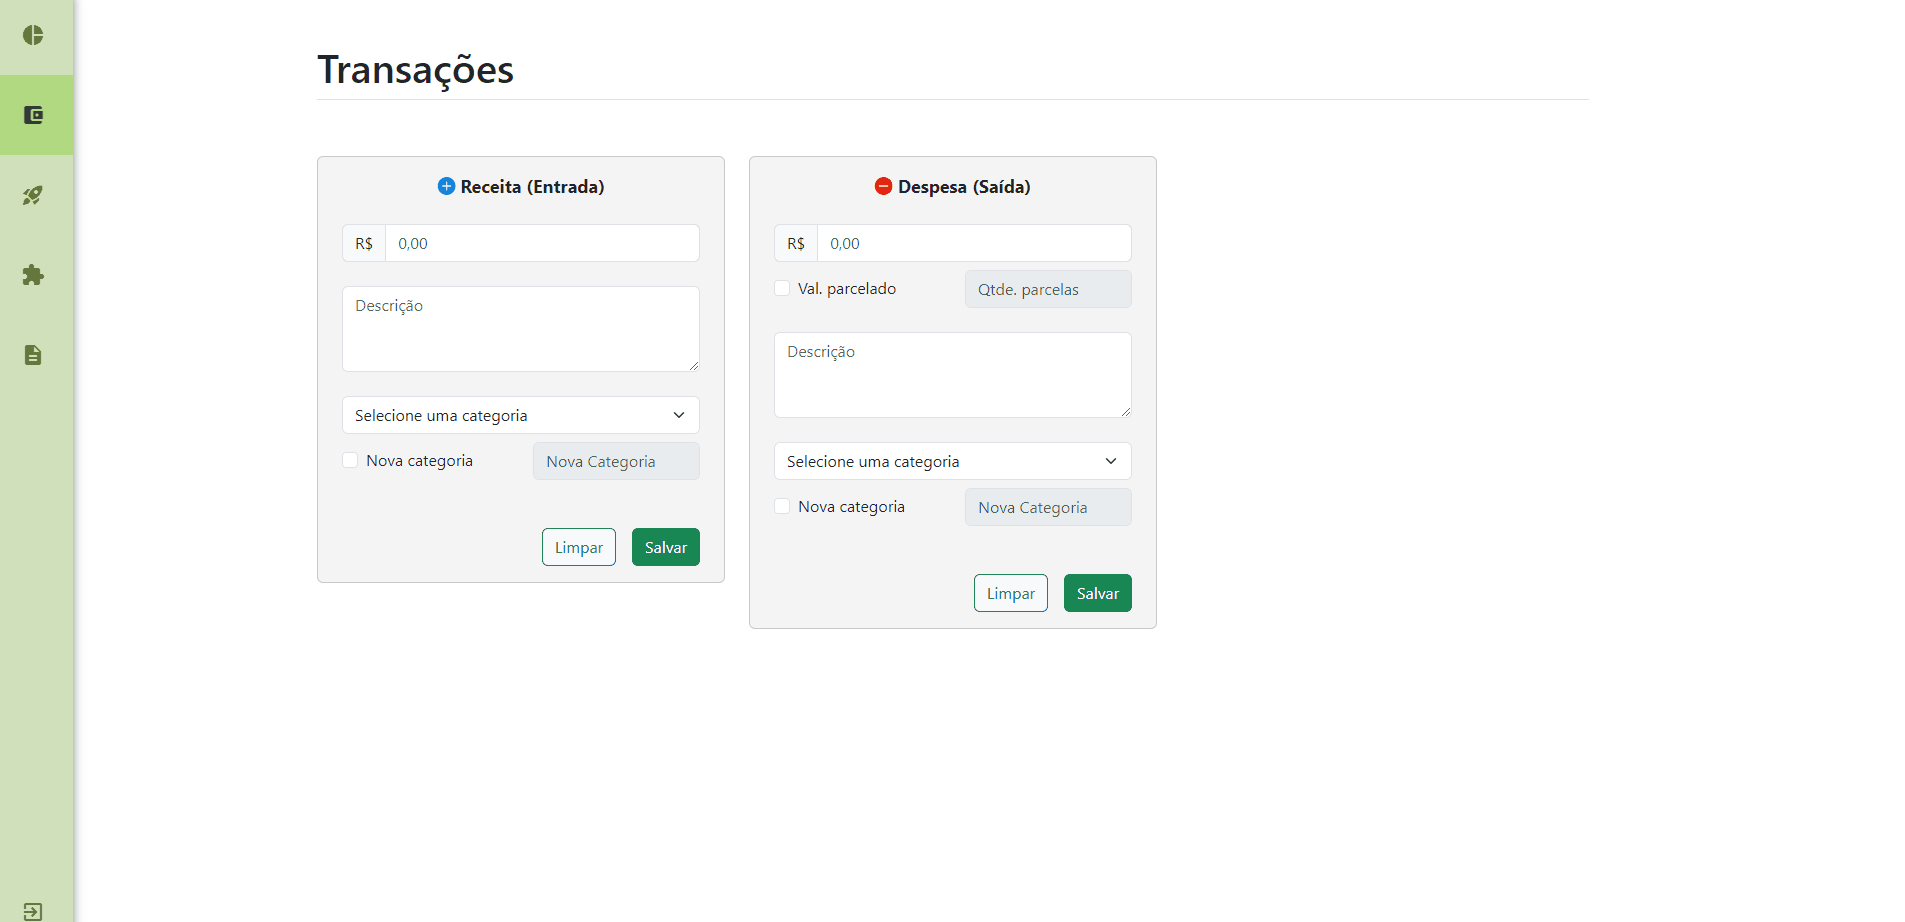 Transações
Receita (Entrada)
R$ 0,00
Descrição
Selecione uma categoria
Nova categoria Nova Categoria
Limpar Salvar
Despesa (Saída)
R$ 0,00
Val. parcelado Qtde. parcelas
Descrição
Selecione uma categoria
Nova categoria Nova Categoria
Limpar Salvar